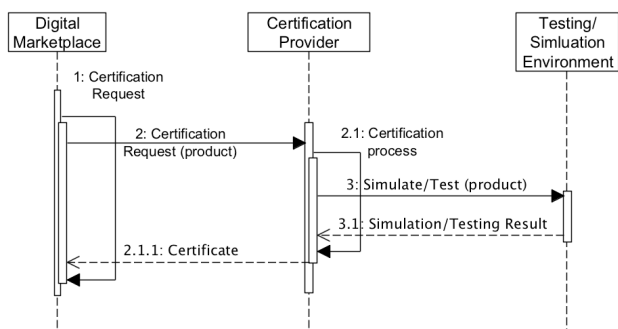 Digital
Marketplace
Certification
Provider
Testing/
Simluation
Environment
1: Certification
Request
2: Certification
Request (product)
2.1: Certification
process
3: Simulate/Test (product)
3.1: Simulation/Testing Result
2.1.1: Certificate